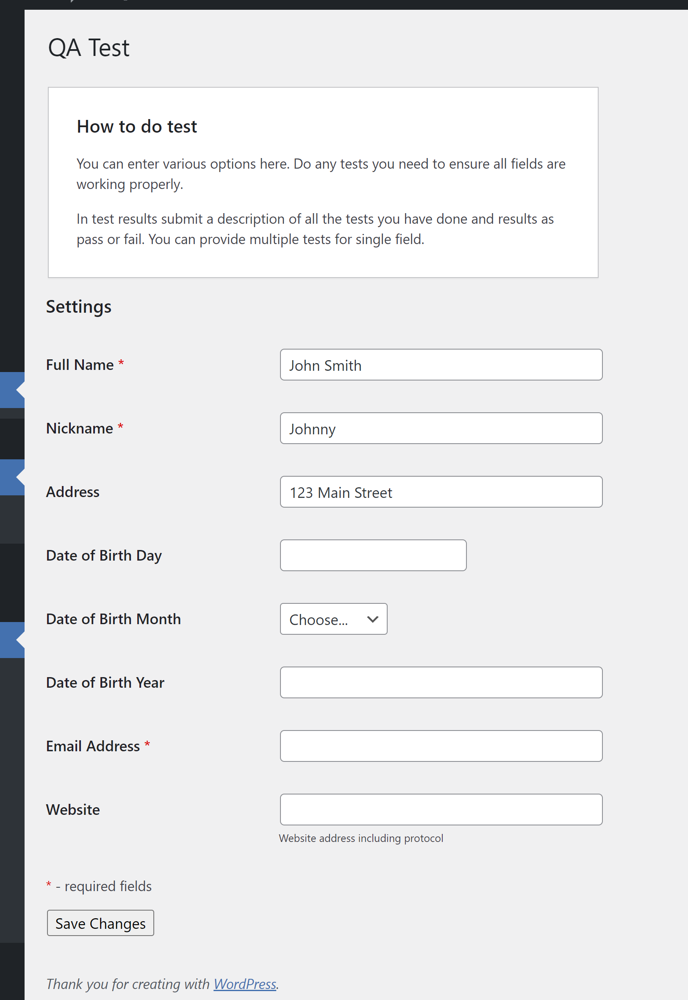 QA Test
How to do test
You can enter various options here. Do any tests you need to ensure all fields are
working properly.
In test results submit a description of all the tests you have done and results as
pass or fail. You can provide multiple tests for single field.
Settings
Full Name *
John Smith
Nickname *
Johnny
Address
123 Main Street
Date of Birth Day
Date of Birth Month
Choose...
Date of Birth Year
Email Address *
Website
Website address including protocol
* - required fields
Save Changes
Thank you for creating with WordPress.